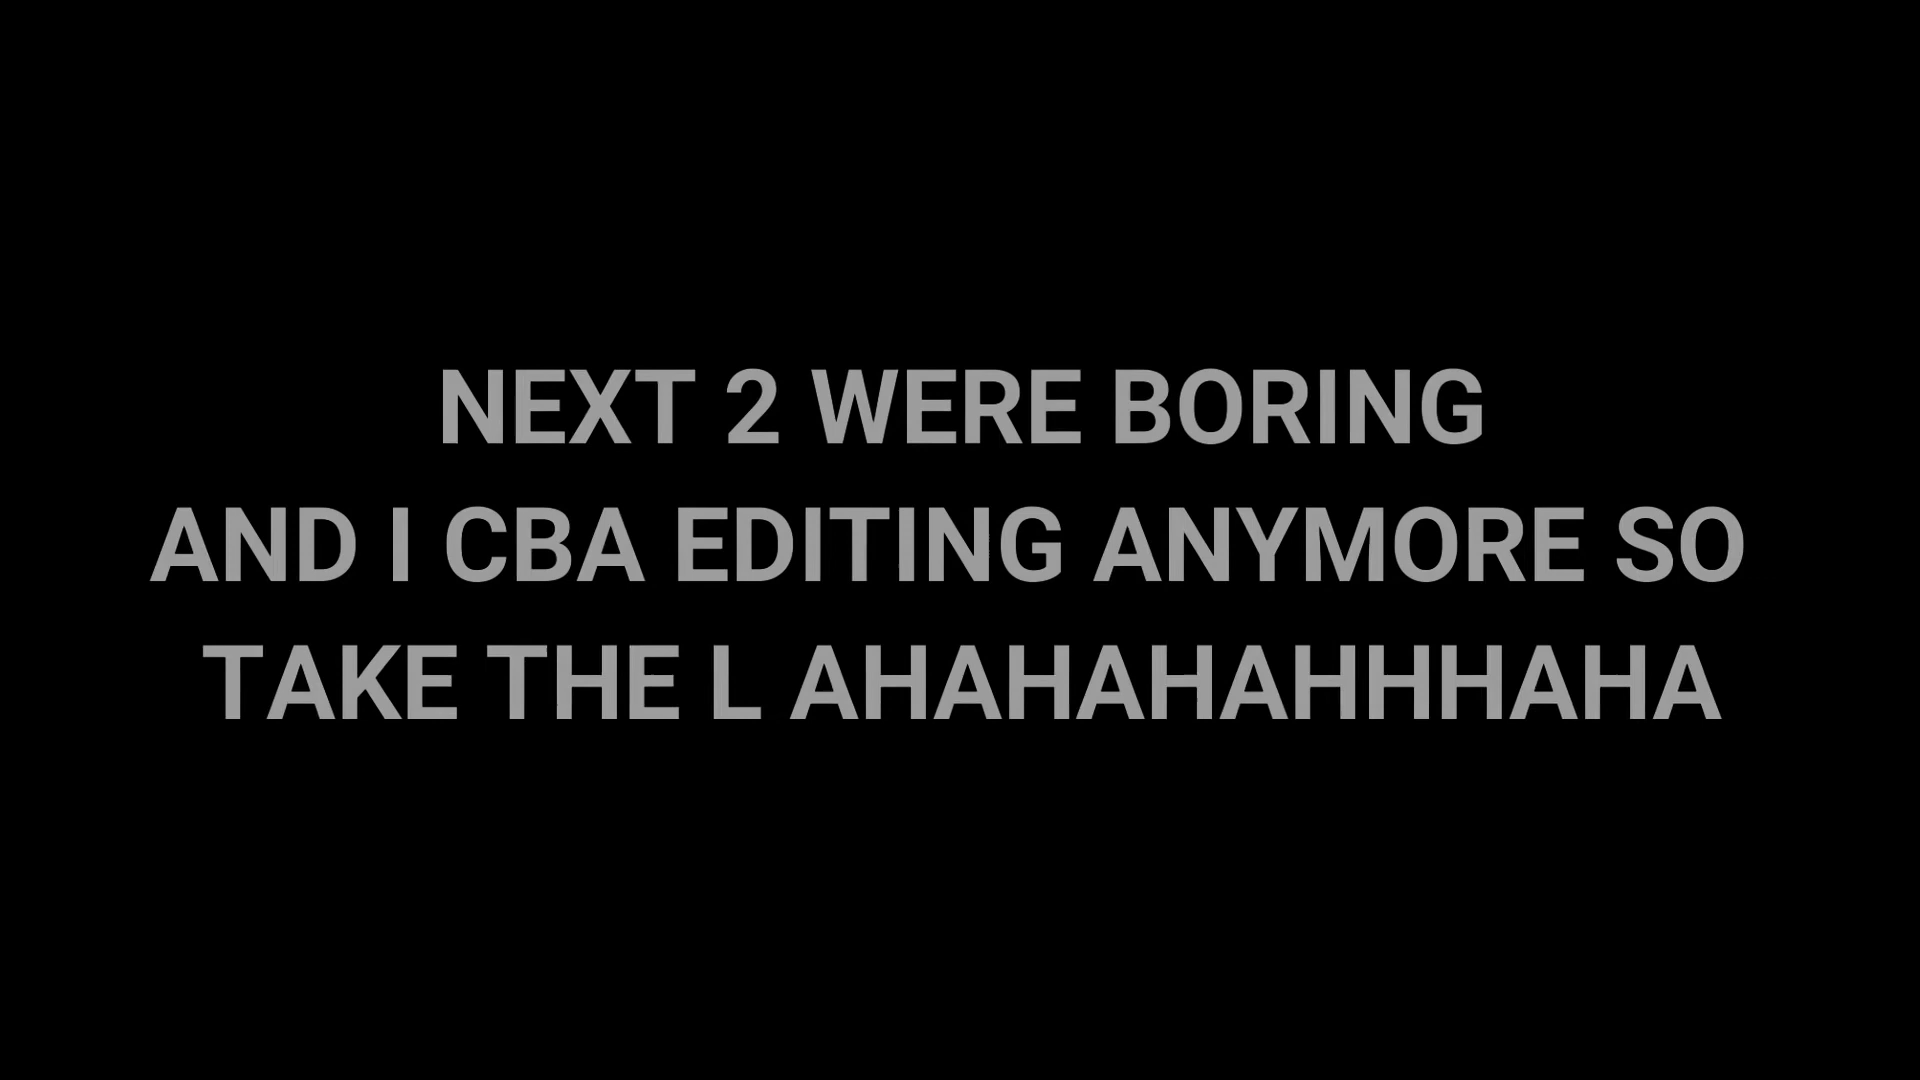 NEXT 2 WERE BORING
AND I CBA EDITING ANYMORE SO
TAKE THE L AHAHAHAHHHAHA